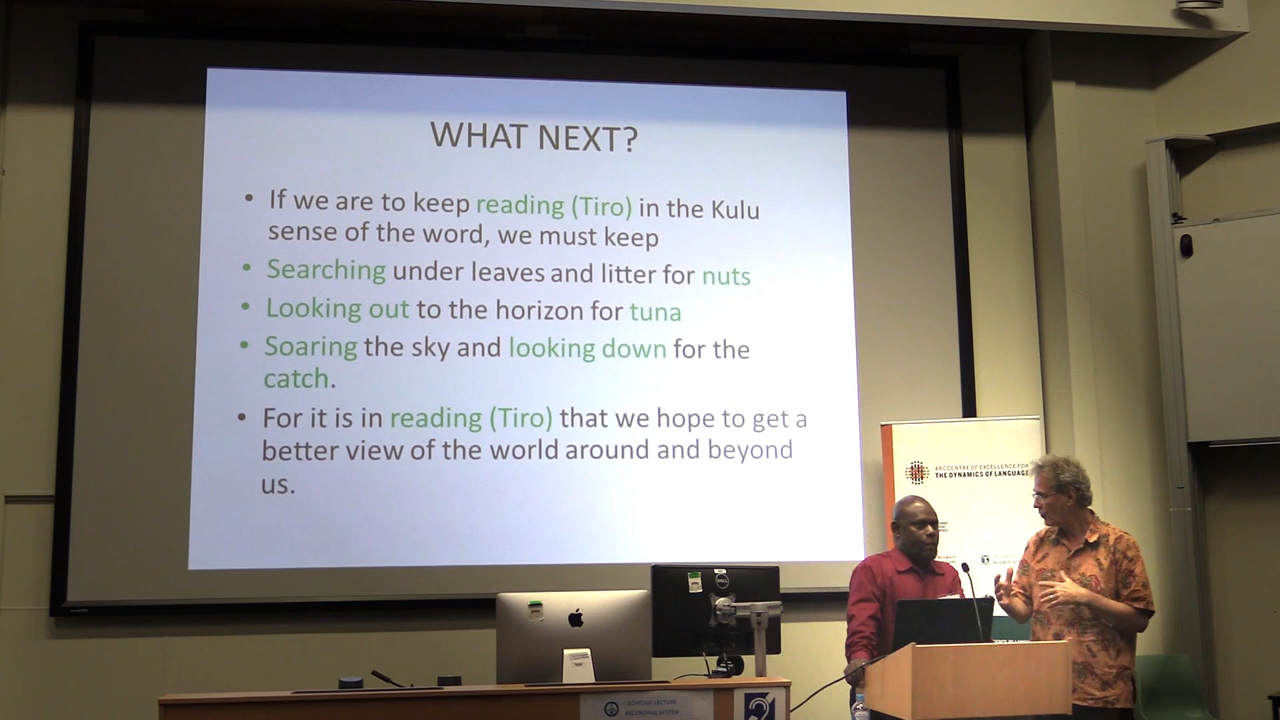 WHAT NEXT?
• If we are to keep reading (Tiro) in the Kulu
sense of the word, we must keep
• Searching under leaves and litter for nuts
• Looking out to the horizon for tuna
• Soaring the sky and looking down for the
catch.
• For it is in reading (Tiro) that we hope to get a
better view of the world around and beyond
us.
ARC CENTRE OF EXCELLENCE FOR
THE DYNAMICS OF LANGUAGE
DELL
LECTURE
RECORDING SYSTEM